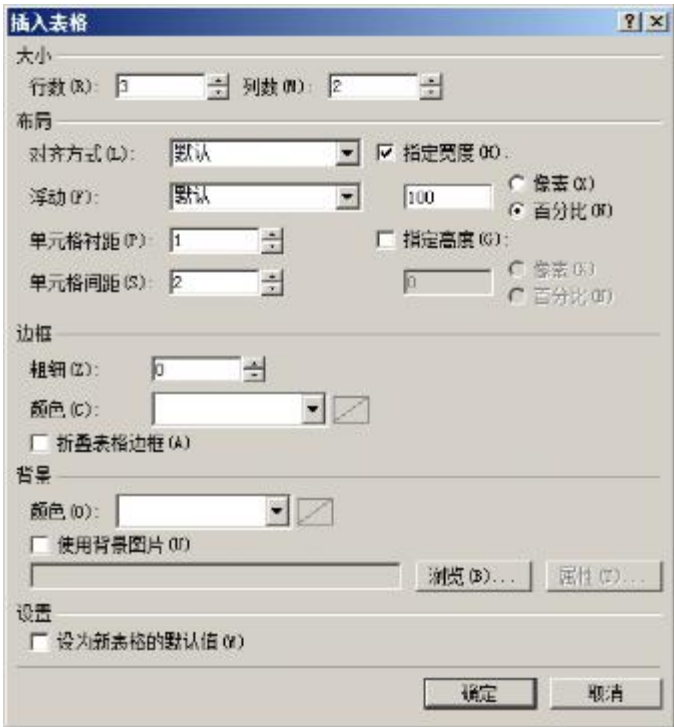 插入表格
大小
行数(R): 3 列数(M): 2
布局
对齐方式(L): 默认 指定宽度(H):
浮动(F): 默认 100 像素(X)
百分比(N)
单元格衬距(P): 1 指定高度(G):
单元格间距(S): 2 0 像素
百分比
边框
粗细(Z): 0
颜色(C):
折叠表格边框(A)
背景
颜色(O):
使用背景图片(U)
浏览(B)... 属性(T)...
设置
设为新表格的默认值
确定 取消